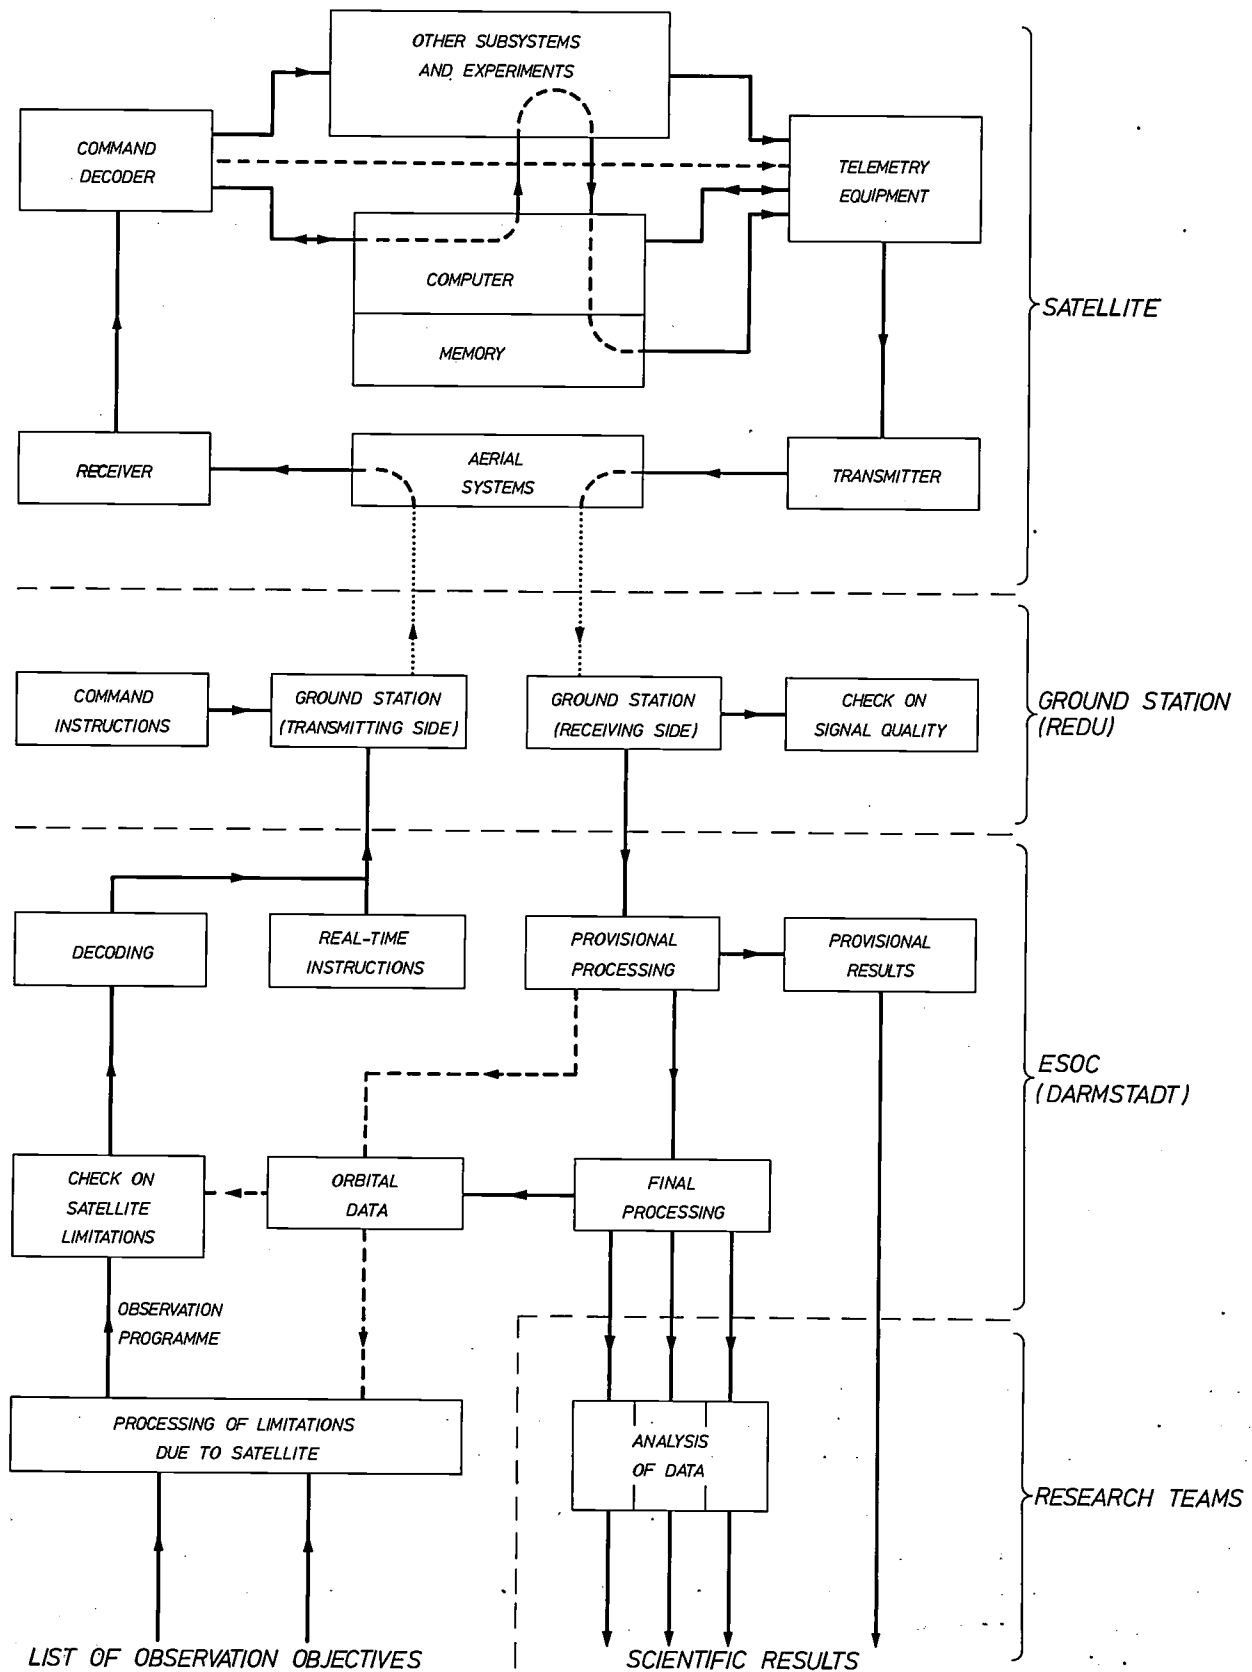 OTHER SUBSYSTEMS
AND EXPERIMENTS
COMMAND
DECODER
TELEMETRY
EQUIPMENT
COMPUTER
MEMORY
SATELLITE
RECEIVER
AERIAL
SYSTEMS
TRANSMITTER
COMMAND
INSTRUCTIONS
GROUND STATION
(TRANSMITTING SIDE)
GROUND STATION
(RECEIVING SIDE)
CHECK ON
SIGNAL QUALITY
GROUND STATION
(REDU)
DECODING
REAL-TIME
INSTRUCTIONS
PROVISIONAL
PROCESSING
PROVISIONAL
RESULTS
ESOC
(DARMSTADT)
CHECK ON
SATELLITE
LIMITATIONS
ORBITAL
DATA
FINAL
PROCESSING
OBSERVATION
PROGRAMME
PROCESSING OF LIMITATIONS
DUE TO SATELLITE
ANALYSIS
OF DATA
RESEARCH TEAMS
LIST OF OBSERVATION OBJECTIVES
SCIENTIFIC RESULTS